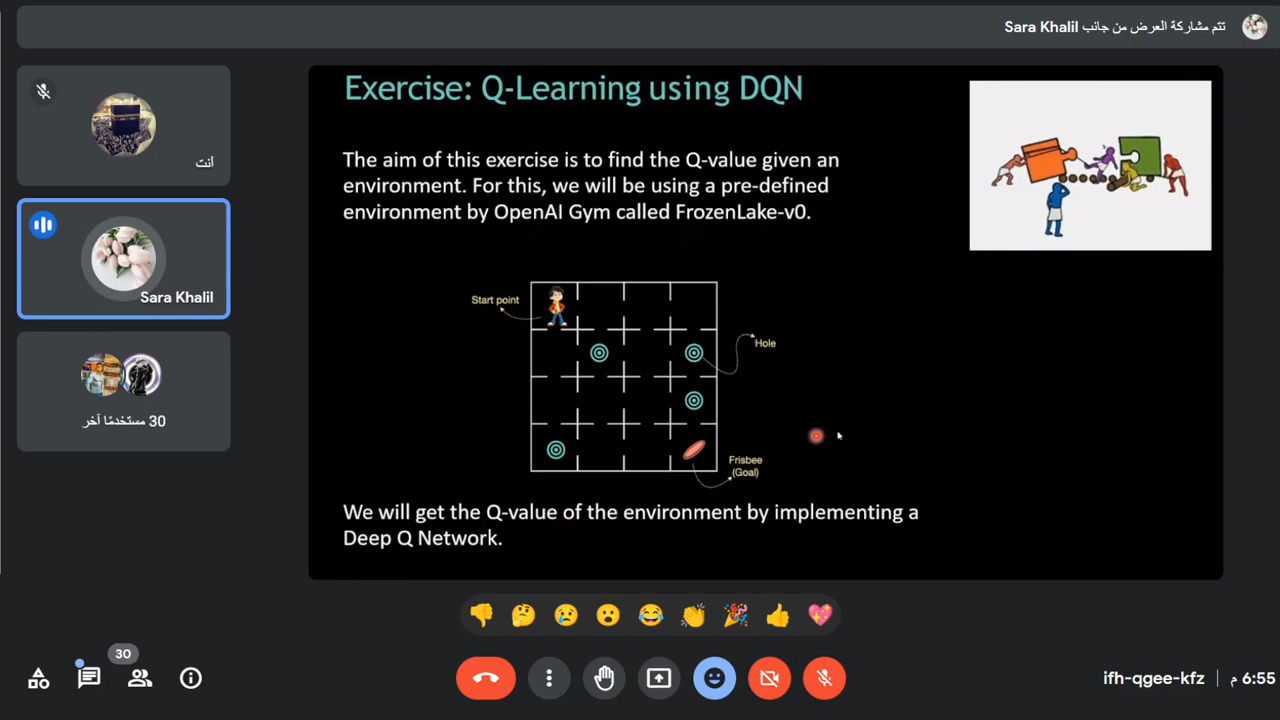 تتم مشاركة العرض من جانب Sara Khalil
انت
Sara Khalil
30 مستخدمًا آخر
Exercise: Q-Learning using DQN
The aim of this exercise is to find the Q-value given an
environment. For this, we will be using a pre-defined
environment by OpenAI Gym called FrozenLake-v0.
Start point
Hole
Frisbee
(Goal)
We will get the Q-value of the environment by implementing a
Deep Q Network.
30
ifh-qgee-kfz
6:55 م